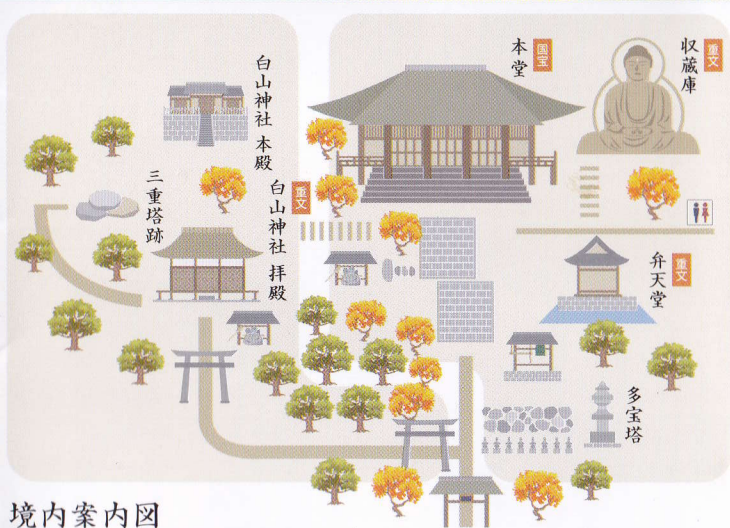 本堂
国宝
収蔵庫
重文
白山神社 本殿
三重塔跡
白山神社 拝殿
重文
弁天堂
重文
多宝塔
境内案内図